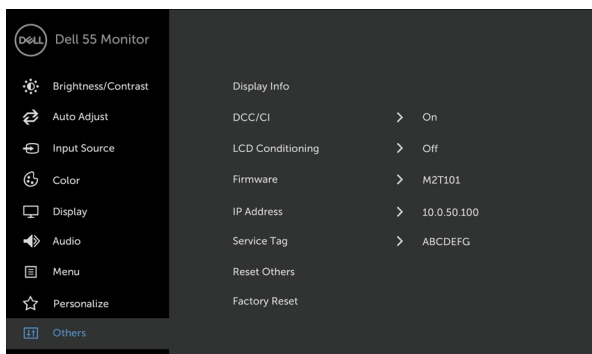 DELL Dell 55 Monitor
Brightness/Contrast Display Info
Auto Adjust DCC/CI > On
Input Source LCD Conditioning > Off
Color Firmware > M2T101
Display IP Address > 10.0.50.100
Audio Service Tag > ABCDEFG
Menu Reset Others
Personalize Factory Reset
Others